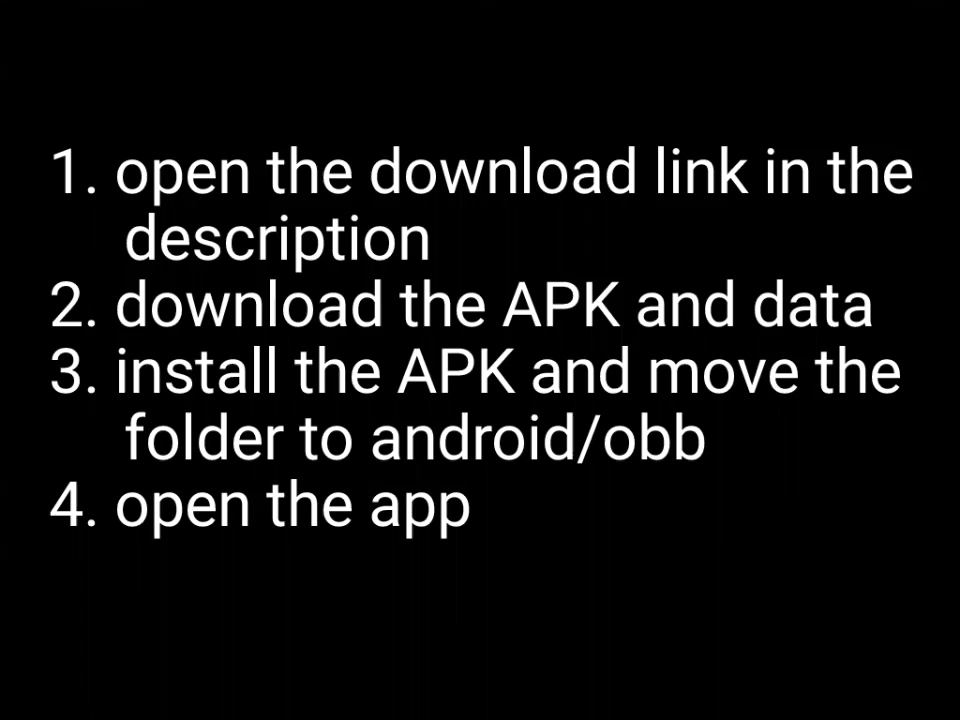 1. open the download link in the
description
2. download the APK and data
3. install the APK and move the
folder to android/obb
4. open the app